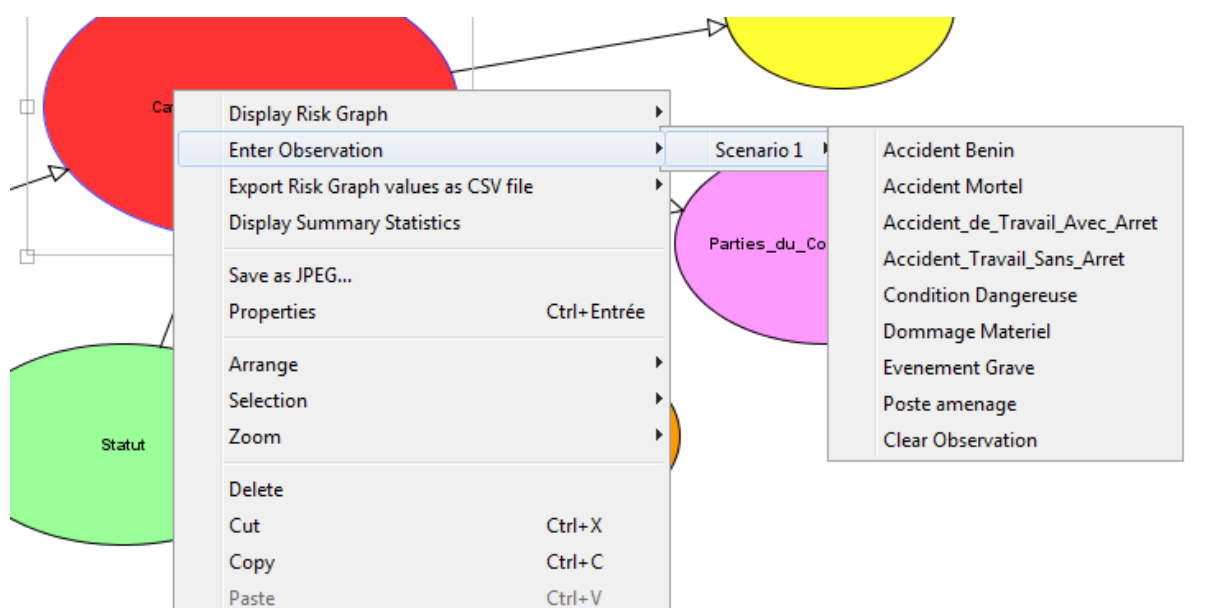 Ca
Display Risk Graph
Enter Observation
Export Risk Graph values as CSV file
Display Summary Statistics
Save as JPEG...
Properties Ctrl+Entrée
Arrange
Selection
Zoom
Delete
Cut Ctrl+X
Copy Ctrl+C
Paste Ctrl+V
Scenario 1
Accident Benin
Accident Mortel
Accident_de_Travail_Avec_Arret
Accident_Travail_Sans_Arret
Condition Dangereuse
Dommage Materiel
Evenement Grave
Poste amenage
Clear Observation
Parties_du_Co
Statut